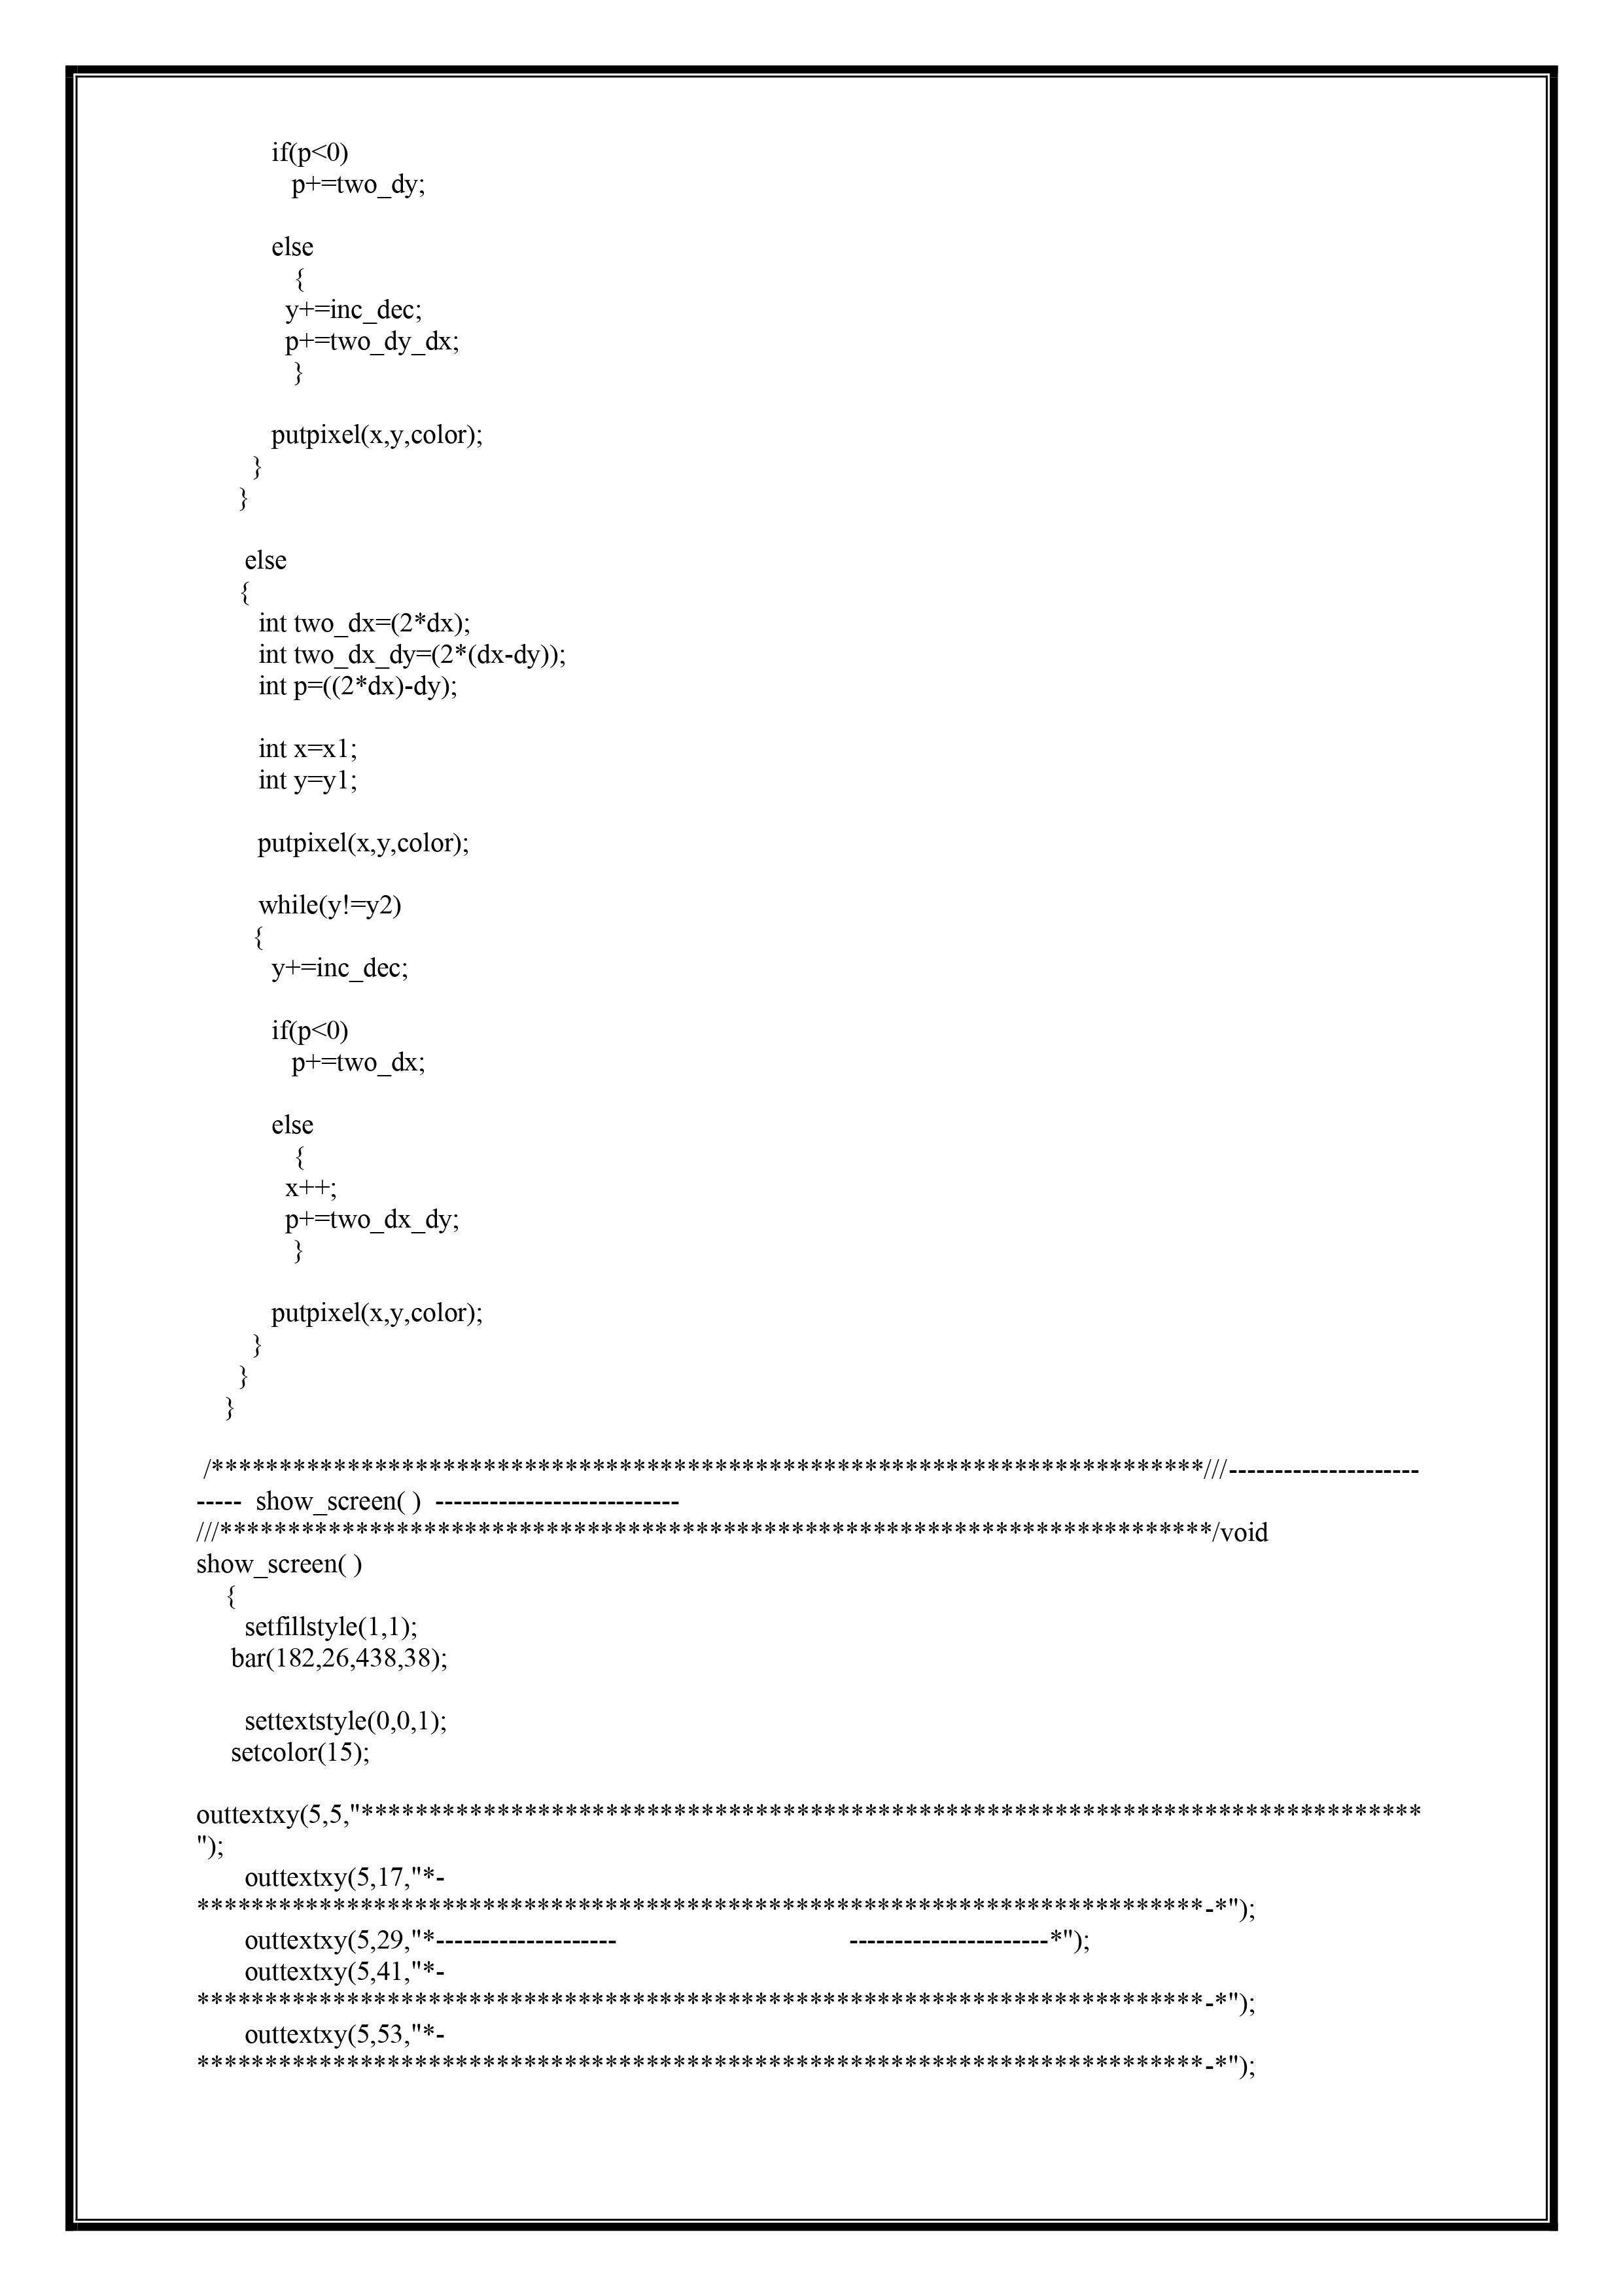 if(p<0)
p+=two_dy;
else
{
y+=inc_dec;
p+=two_dy_dx;
}
putpixel(x,y,color);
}
}
else
{
int two_dx=(2*dx);
int two_dx_dy=(2*(dx-dy));
int p=((2*dx)-dy);
int x=x1;
int y=y1;
putpixel(x,y,color);
while(y!=y2)
{
y+=inc_dec;
if(p<0)
p+=two_dx;
else
{
x++;
p+=two_dx_dy;
}
putpixel(x,y,color);
}
}
}
/*************************************************************************///---------------------
----- show_screen( ) ---------------------------
///*************************************************************************/void
show_screen( )
{
setfillstyle(1,1);
bar(182,26,438,38);
settextstyle(0,0,1);
setcolor(15);
outtextxy(5,5,"******************************************************************************
");
outtextxy(5,17,"*-
**************************************************************************-*");
outtextxy(5,29,"*-------------------- ----------------------*");
outtextxy(5,41,"*-
**************************************************************************-*");
outtextxy(5,53,"*-
**************************************************************************-*");